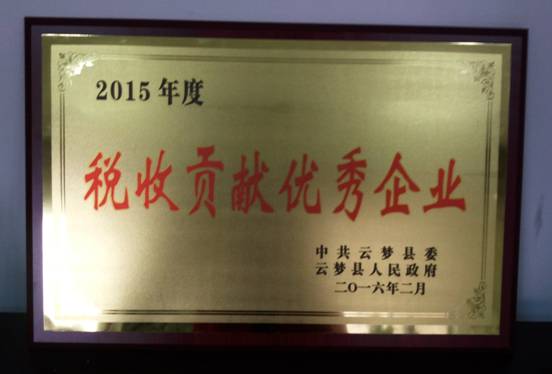 2015年度
税收贡献优秀企业
中共云梦县委
云梦县人民政府
二〇一六年二月